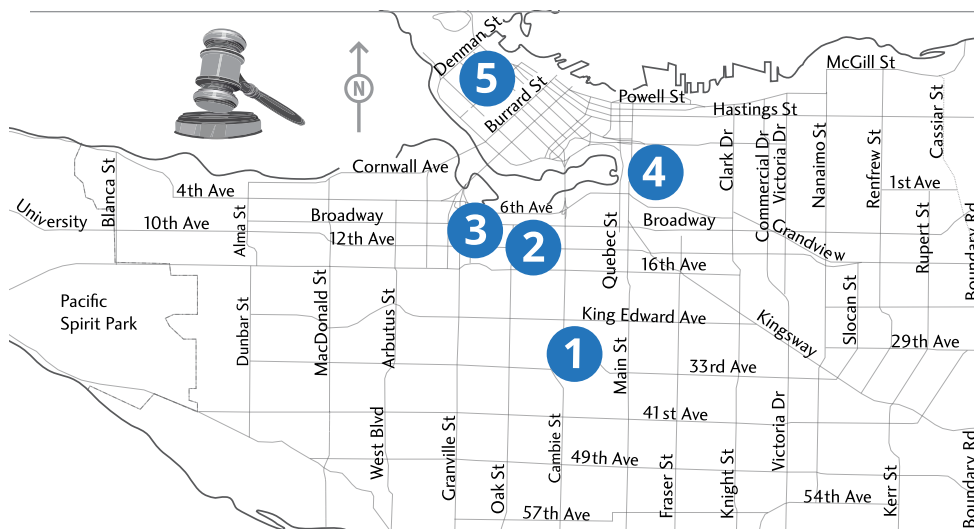 Denman St.
5
Burrard St
McGill St
Powell St
Hastings St
Cassiar St
N
Clark Dr
Commercial Dr
Victoria Dr
Nanaimo St
Renfrew St
Cornwall Ave
4
1st Ave
Blanca St
4th Ave
University
10th Ave
Alma St
Broadway
12th Ave
6th Ave
3
2
Quebec St
Broadway
Grandview
16th Ave
Rupert St
Boundary Rd
Pacific
Spirit Park
Dunbar St
MacDonald St
Arbutus St
King Edward Ave
Kingsway
Slocan St
29th Ave
1
Main St
33rd Ave
41st Ave
Victoria Dr
West Blvd
Granville St
Oak St
Cambie St
49th Ave
Fraser St
Knight St
54th Ave
Kerr St
Boundary Rd
57th Ave